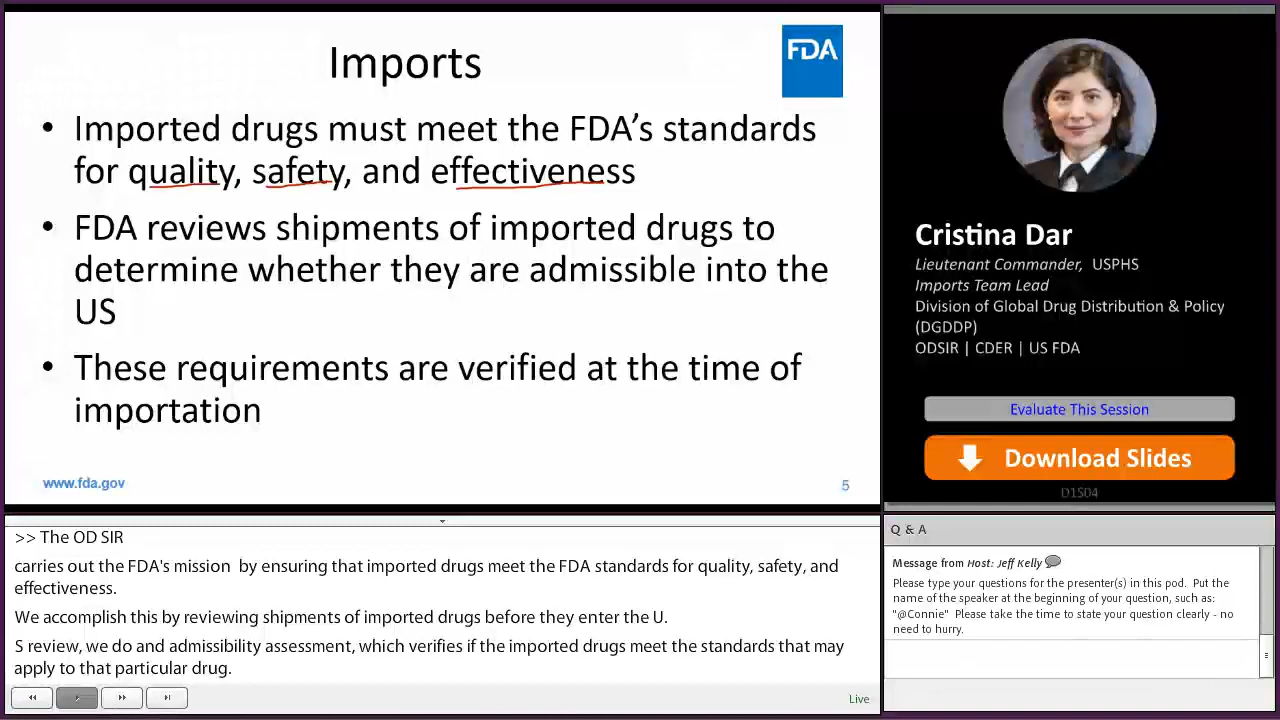 Imports
FDA
• Imported drugs must meet the FDA’s standards
for quality, safety, and effectiveness
• FDA reviews shipments of imported drugs to
determine whether they are admissible into the
US
• These requirements are verified at the time of
importation
www.fda.gov
5
Cristina Dar
Lieutenant Commander, USPHS
Imports Team Lead
Division of Global Drug Distribution & Policy
(DGDDP)
ODSIR | CDER | US FDA
Evaluate This Session
Download Slides
D1S04
>> The OD SIR
carries out the FDA's mission by ensuring that imported drugs meet the FDA standards for quality, safety, and
effectiveness.
We accomplish this by reviewing shipments of imported drugs before they enter the U.
S review, we do and admissibility assessment, which verifies if the imported drugs meet the standards that may
apply to that particular drug.
Live
Q & A
Message from Host: Jeff Kelly
Please type your questions for the presenter(s) in this pod. Put the
name of the speaker at the beginning of your question, such as:
"@Connie" Please take the time to state your question clearly - no
need to hurry.